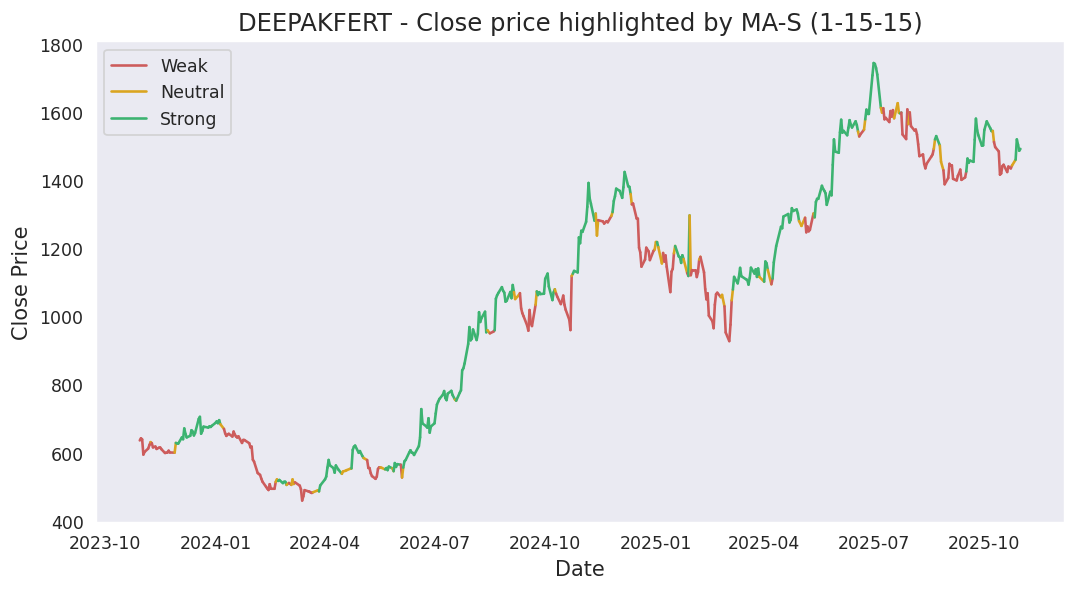 DEEPAKFERT - Close price highlighted by MA-S (1-15-15)
Weak
Neutral
Strong
Close Price
1800
1600
1400
1200
1000
800
600
400
2023-10 2024-01 2024-04 2024-07 2024-10 2025-01 2025-04 2025-07 2025-10
Date